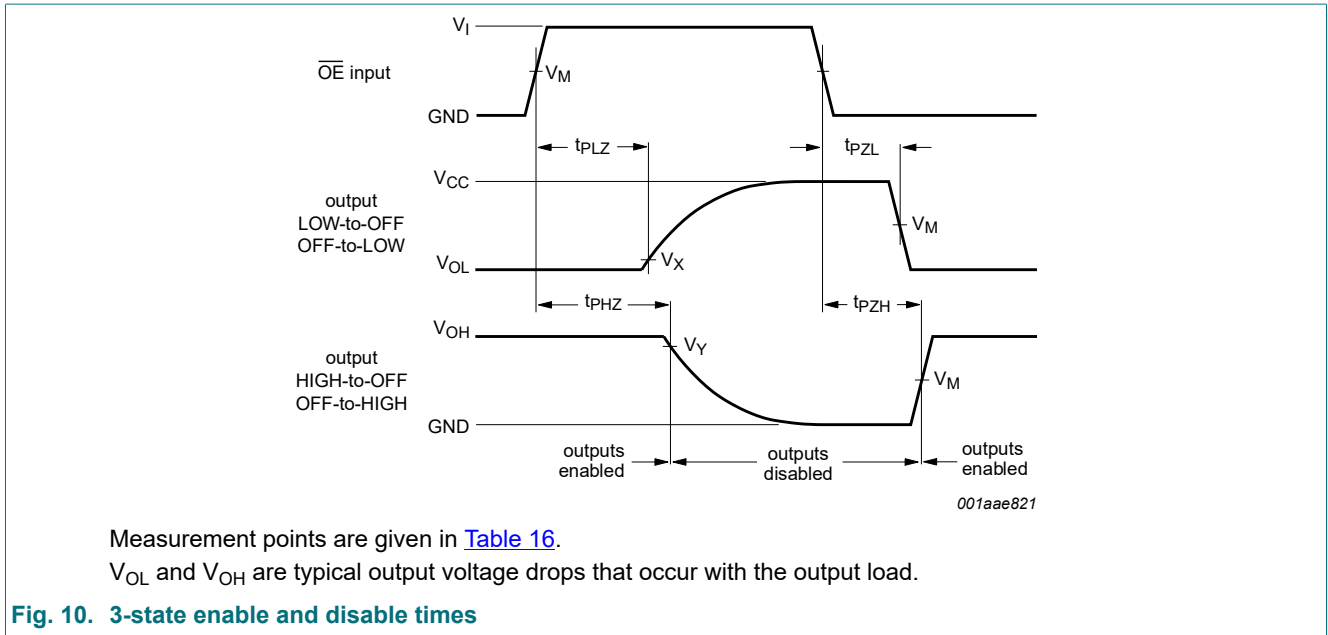 V_I
OE input
V_M
GND
t_PLZ
t_PZL
V_CC
output
LOW-to-OFF
OFF-to-LOW
V_M
V_OL
V_X
t_PHZ
t_PZH
V_OH
V_Y
output
HIGH-to-OFF
OFF-to-HIGH
V_M
GND
outputs
enabled
outputs
disabled
outputs
enabled
001aae821
Measurement points are given in Table 16.
V_OL and V_OH are typical output voltage drops that occur with the output load.
Fig. 10. 3-state enable and disable times